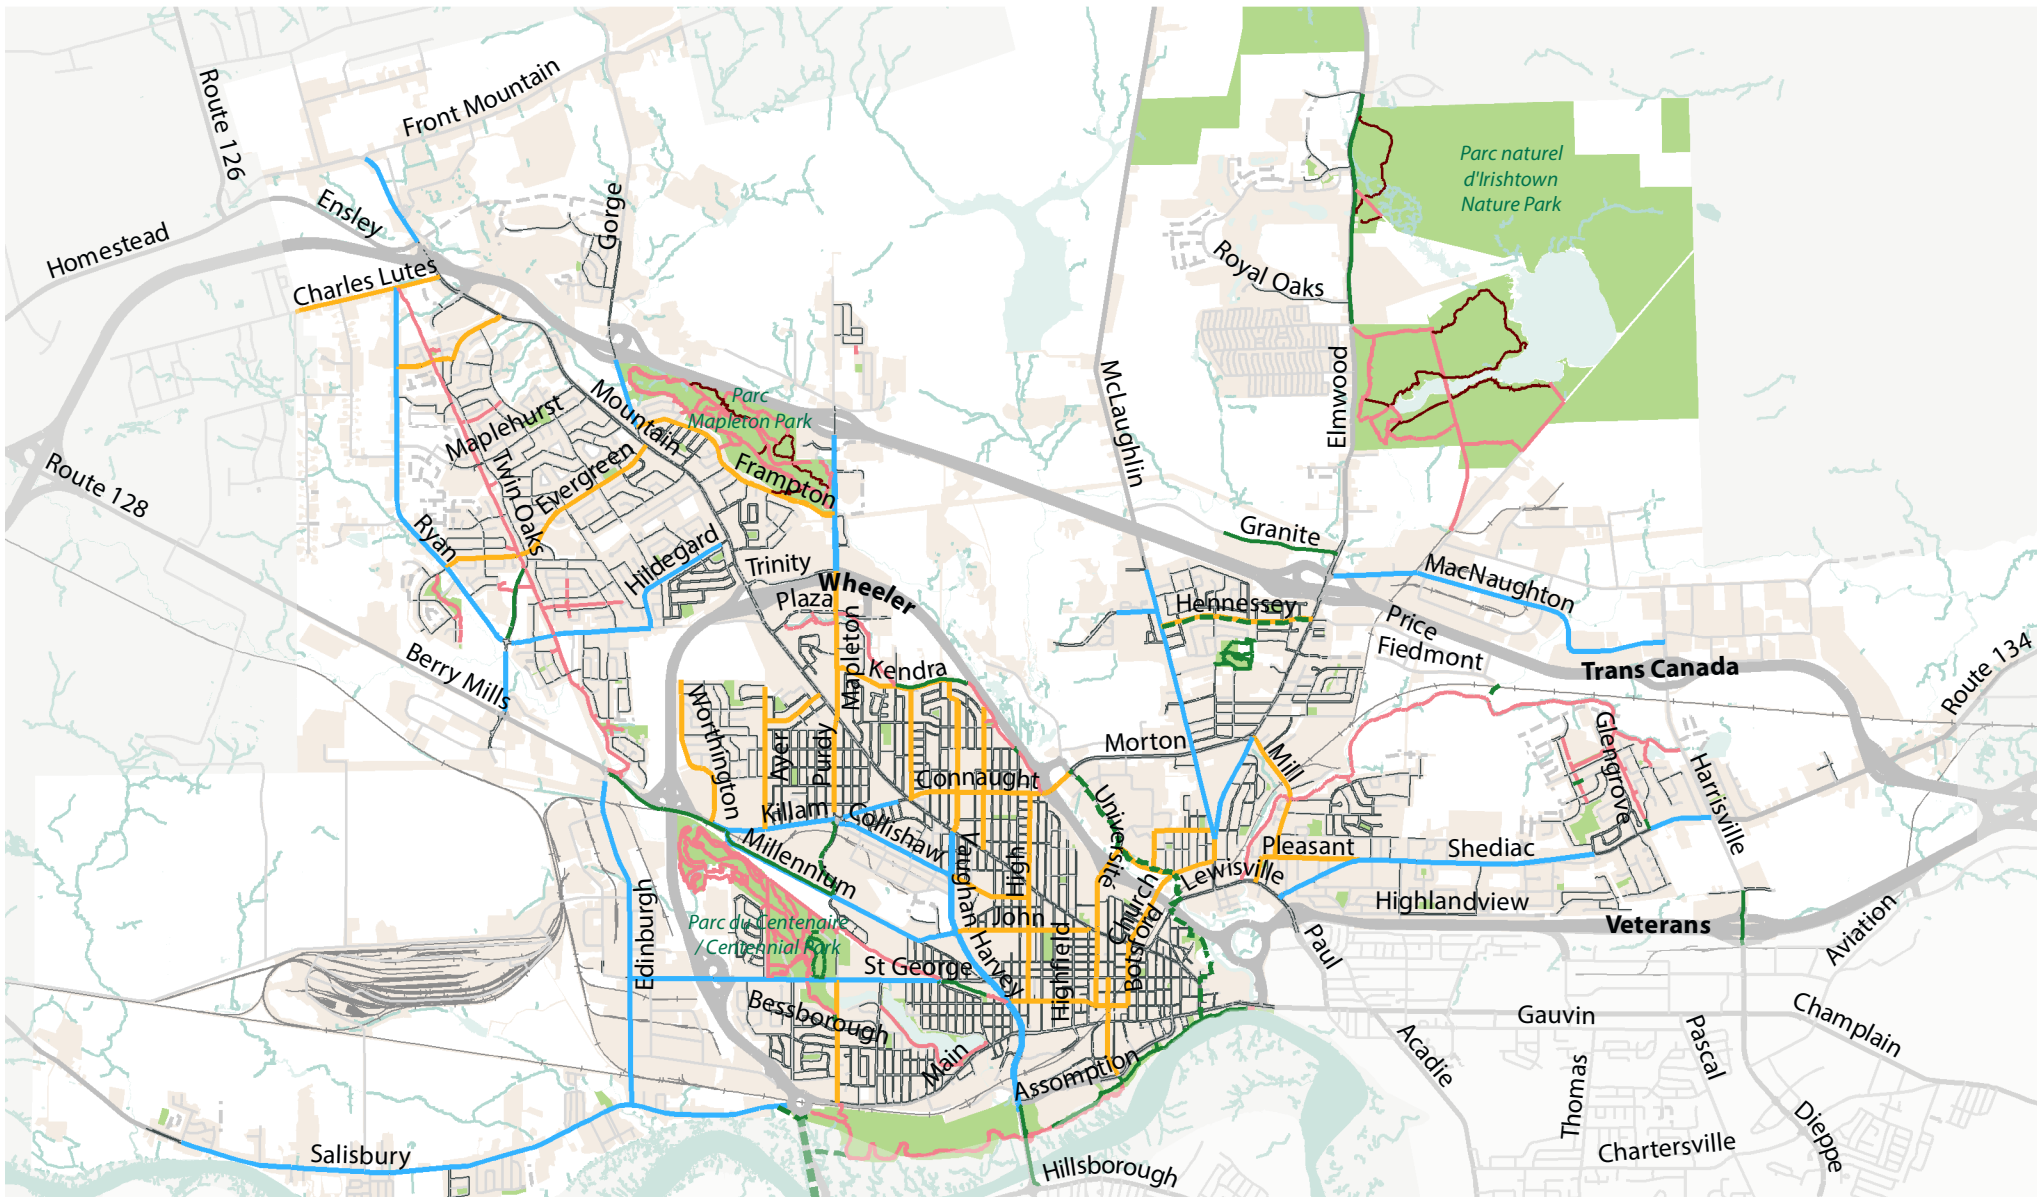 Route 126
Front Mountain
Parc naturel
d'Irishtown
Nature Park
Ensley
Gorge
Homestead
Royal Oaks
Charles Lutes
McLaughlin
Elmwood
Mountain
Parc
Mapleton Park
Maplehurst
Twin Oaks
Evergreen
Frampton
Route 128
Ryan
Hildegard
Granite
Trinity
Wheeler
MacNaughton
Plaza
Hennessey
Price
Mapleton
Fiedmont
Kendra
Trans Canada
Route 134
Berry Mills
Worthington
Ayer
Purdy
Morton
Mill
Glengrove
Harrisville
Connaught
Killam
Collishaw
Université
Millennium
Vaughan Harvey
High
Pleasant
Shediac
Lewisville
Church
Edinburgh
John
Botsford
Highlandview
Veterans
Parc du Centenaire
/ Centennial Park
Aviation
Paul
St George
Highfield
Bessborough
Gauvin
Champlain
Main
Assomption
Acadie
Pascal
Thomas
Dieppe
Salisbury
Chartersville
Hillsborough